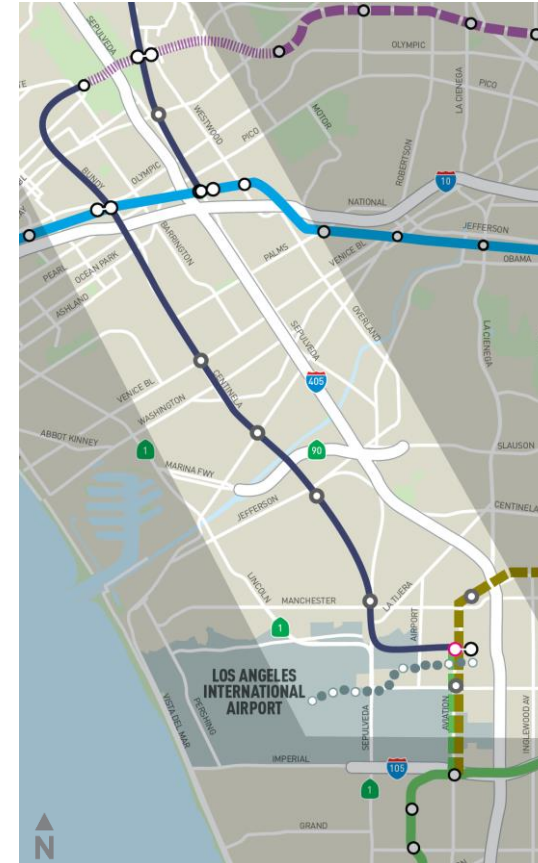 SEPULVEDA
OLYMPIC
WESTWOOD
PICO
LA CIENEGA
PICO
MOTOR
ROBERTSON
OLYMPIC
BUNDY
10
NATIONAL
BARRINGTON
JEFFERSON
PALMS
VENICE BL
OBAMA
PEARL
OCEAN PARK
ASHLAND
OVERLAND
SEPULVEDA
LA CIENEGA
405
VENICE BL
CENTINELA
WASHINGTON
ABBOT KINNEY
1
90
SLAUSON
MARINA FWY
JEFFERSON
CENTINELA
LINCOLN
MANCHESTER
LA TIJERA
AIRPORT
1
LOS ANGELES
INTERNATIONAL
AIRPORT
PERSHING
VISTA DEL MAR
SEPULVEDA
AVIATION
INGLEWOOD AV
IMPERIAL
105
1
GRAND
N